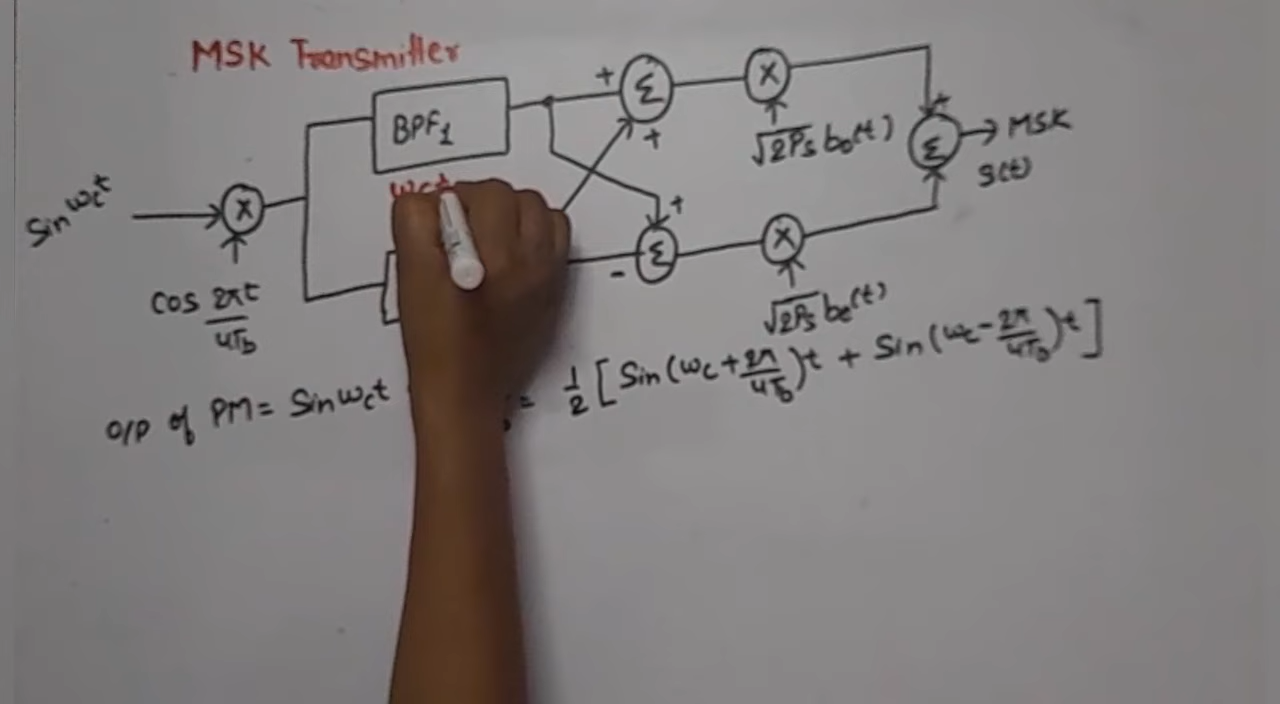 MSK Transmitter
BPF1
+
Σ
+
X
√2Ps bo(t)
+
Σ
MSK
S(t)
Sin ωct
X
cos 2πt/4Tb
ωc+
+
Σ
-
X
√2Ps be(t)
O/P of PM = Sin ωct = 1/2 [Sin(ωc+2π/4Tb)t + Sin(ωc-2π/4Tb)t]